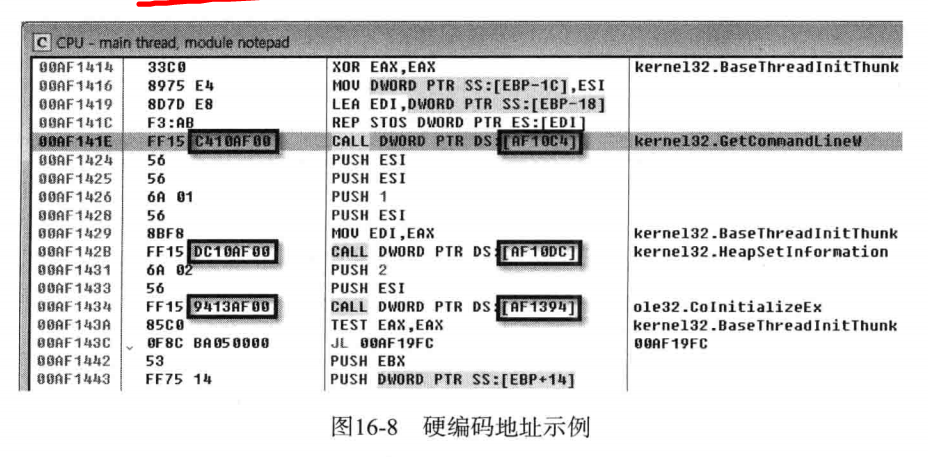 C CPU - main thread, module notepad
00AF1414 33C0 XOR EAX,EAX kernel32.BaseThreadInitThunk
00AF1416 8975 E4 MOV DWORD PTR SS:[EBP-1C],ESI
00AF1419 8D7D E8 LEA EDI,DWORD PTR SS:[EBP-18]
00AF141C F3:AB REP STOS DWORD PTR ES:[EDI]
00AF141E FF15 C410AF00 CALL DWORD PTR DS:[AF10C4] kernel32.GetCommandLineW
00AF1424 56 PUSH ESI
00AF1425 56 PUSH ESI
00AF1426 6A 01 PUSH 1
00AF1428 56 PUSH ESI
00AF1429 8BF8 MOV EDI,EAX kernel32.BaseThreadInitThunk
00AF142B FF15 DC10AF00 CALL DWORD PTR DS:[AF10DC] kernel32.HeapSetInformation
00AF1431 6A 02 PUSH 2
00AF1433 56 PUSH ESI
00AF1434 FF15 9413AF00 CALL DWORD PTR DS:[AF1394] ole32.CoInitializeEx
00AF143A 85C0 TEST EAX,EAX kernel32.BaseThreadInitThunk
00AF143C 0F8C BA050000 JL 00AF19FC 00AF19FC
00AF1442 53 PUSH EBX
00AF1443 FF75 14 PUSH DWORD PTR SS:[EBP+14]
图16-8 硬编码地址示例